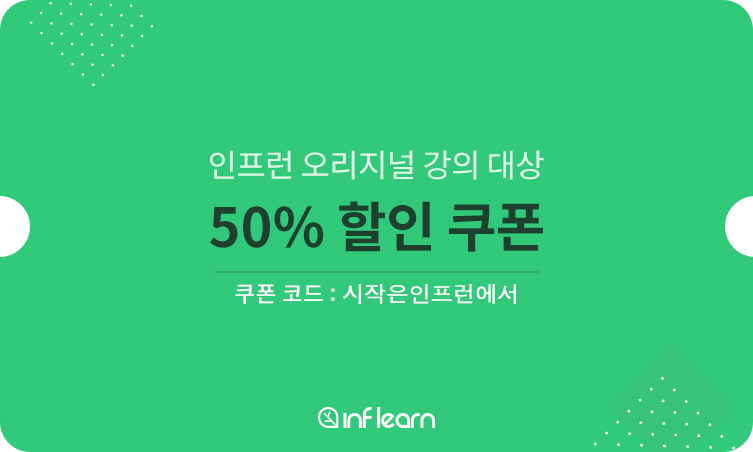 인프런 오리지널 강의 대상
50% 할인 쿠폰
쿠폰 코드 : 시작은인프런에서
inflearn